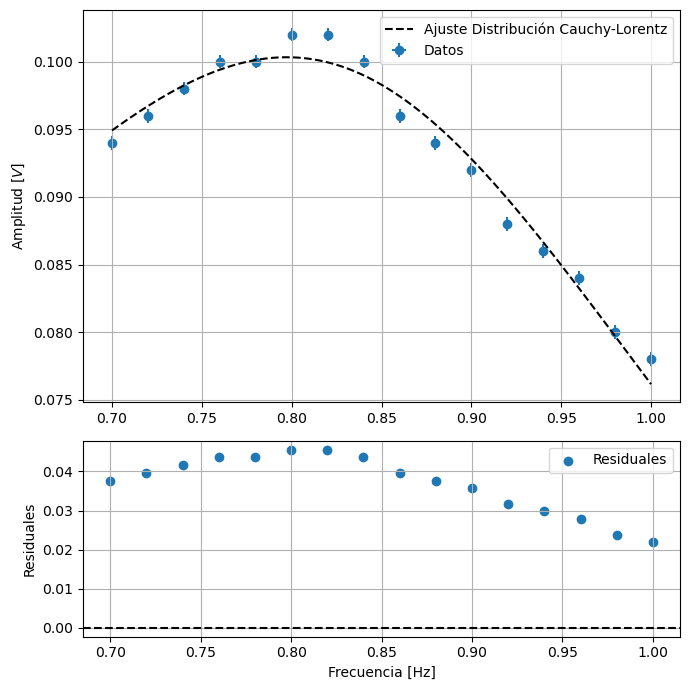 0.100
0.095
0.090
0.085
0.080
0.075
Amplitud [V]
Ajuste Distribución Cauchy-Lorentz
Datos
0.70 0.75 0.80 0.85 0.90 0.95 1.00
0.04
0.03
0.02
0.01
0.00
Residuales
Residuales
0.70 0.75 0.80 0.85 0.90 0.95 1.00
Frecuencia [Hz]